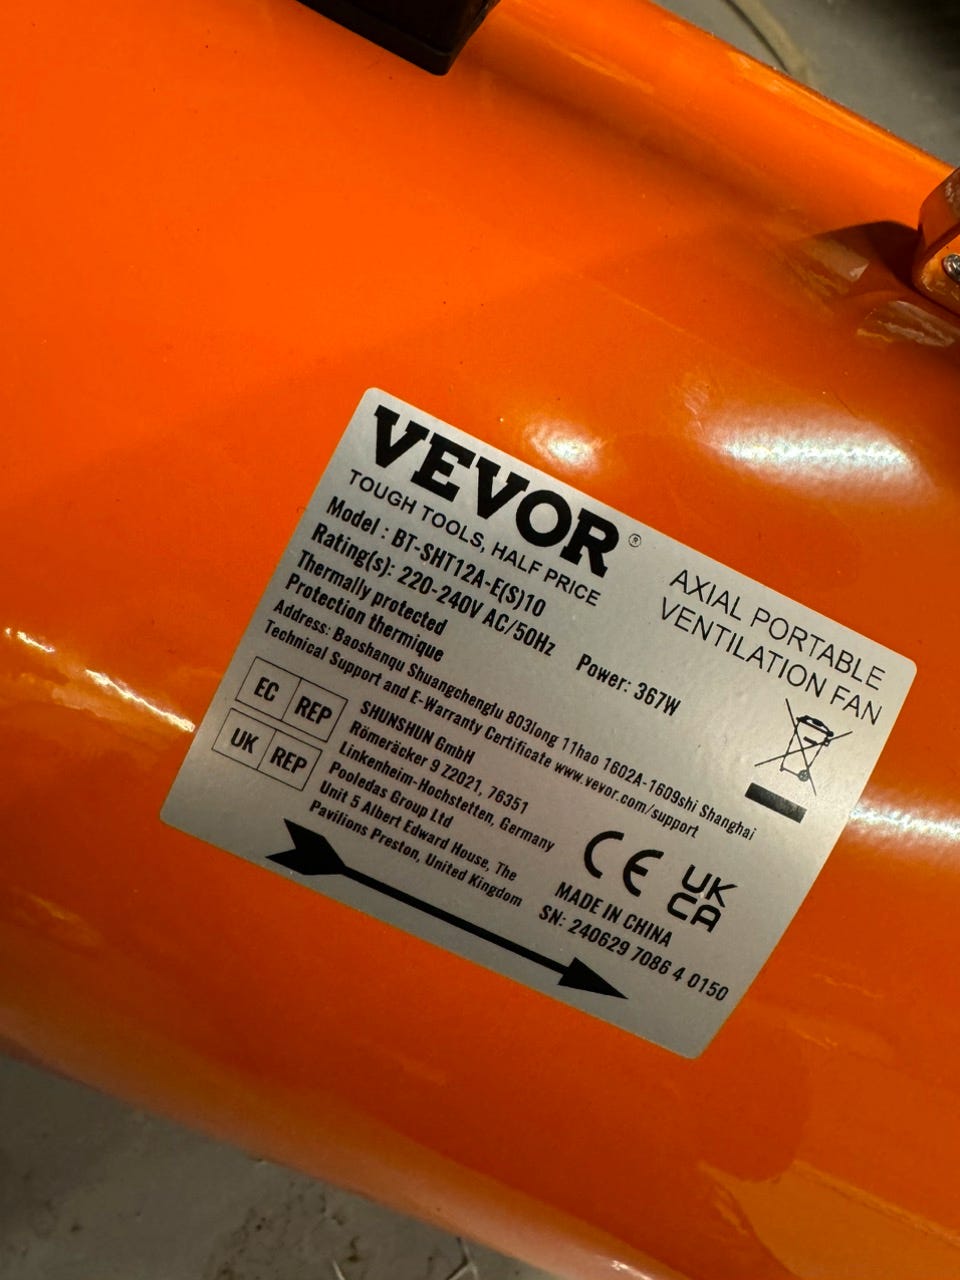 VEVOR®
TOUGH TOOLS, HALF PRICE
AXIAL PORTABLE
VENTILATION FAN
Model : BT-SHT12A-E(S)10
Rating(s): 220-240V AC/50Hz Power: 367W
Thermally protected
Protection thermique
Address: Baoshanqu Shuangchenglu 803long 11hao 1602A-1609shi Shanghai
Technical Support and E-Warranty Certificate www.vevor.com/support
EC REP
SHUNSHUN GmbH
Römeräcker 9 Z2021, 76351
Linkenheim-Hochstetten, Germany
UK REP
Pooledas Group Ltd
Unit 5 Albert Edward House, The
Pavilions Preston, United Kingdom
CE
UK
CA
MADE IN CHINA
SN: 240629 7086 4 0150